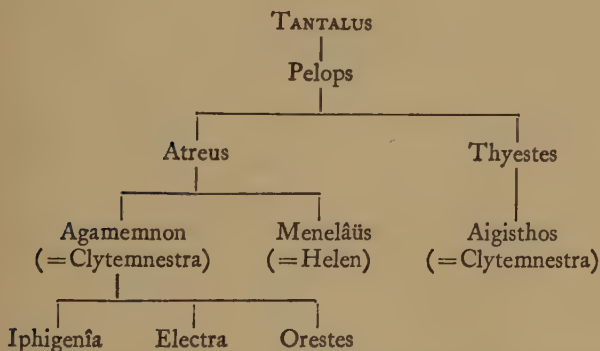 TANTALUS
Pelops
Atreus Thyestes
Agamemnon Menelâüs Aigisthos
(=Clytemnestra) (=Helen) (=Clytemnestra)
Iphigenîa Electra Orestes